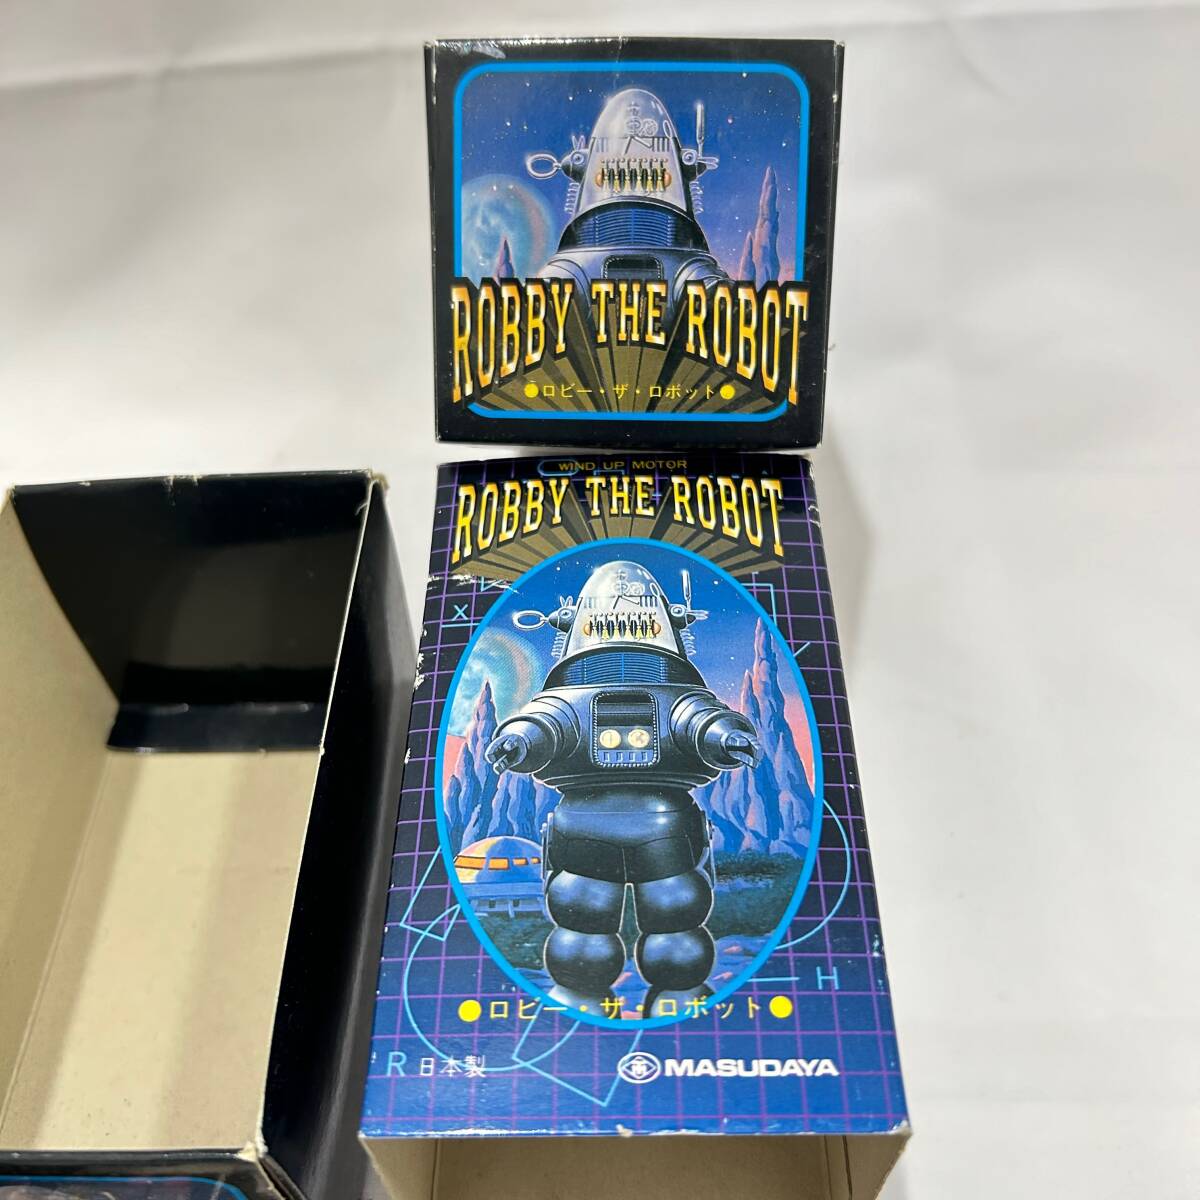 ROBBY THE ROBOT
●ロビー・ザ・ロボット●
WIND UP MOTOR
ROBBY THE ROBOT
X
H
●ロビー・ザ・ロボット●
R
日本製
MASUDAYA